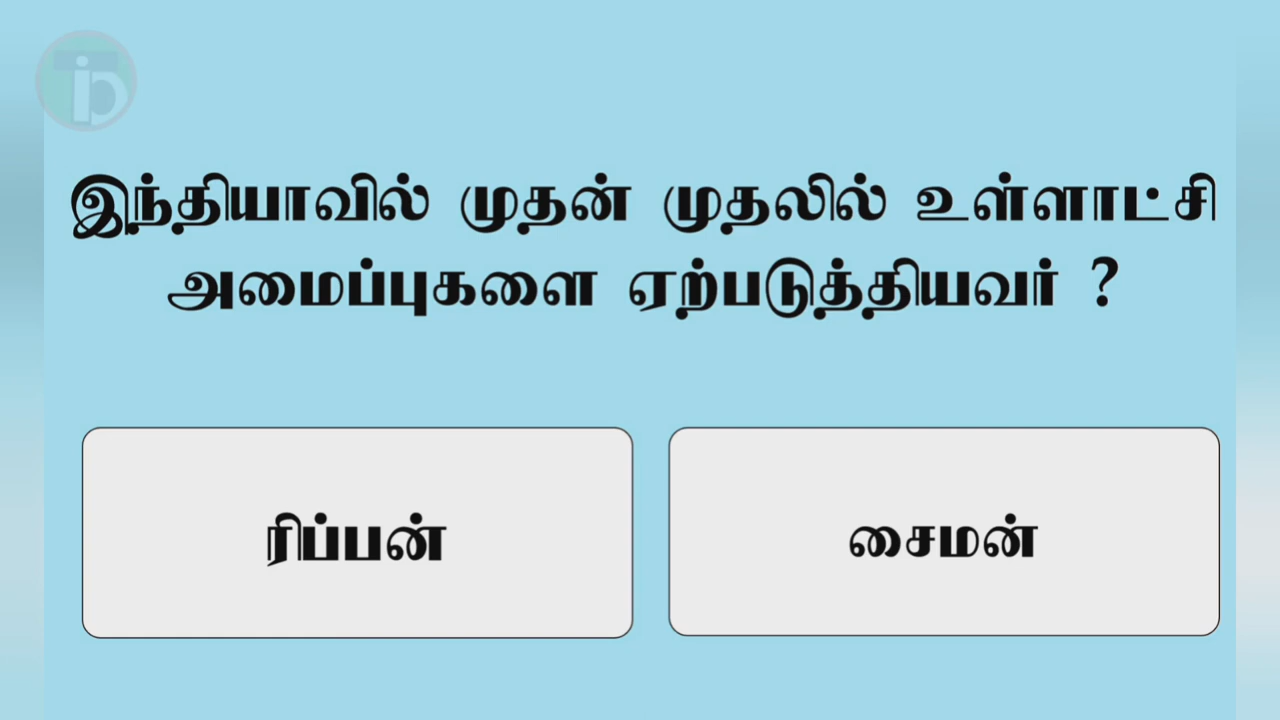 இந்தியாவில் முதன் முதலில் உள்ளாட்சி
அமைப்புகளை ஏற்படுத்தியவர் ?
ரிப்பன்
சைமன்